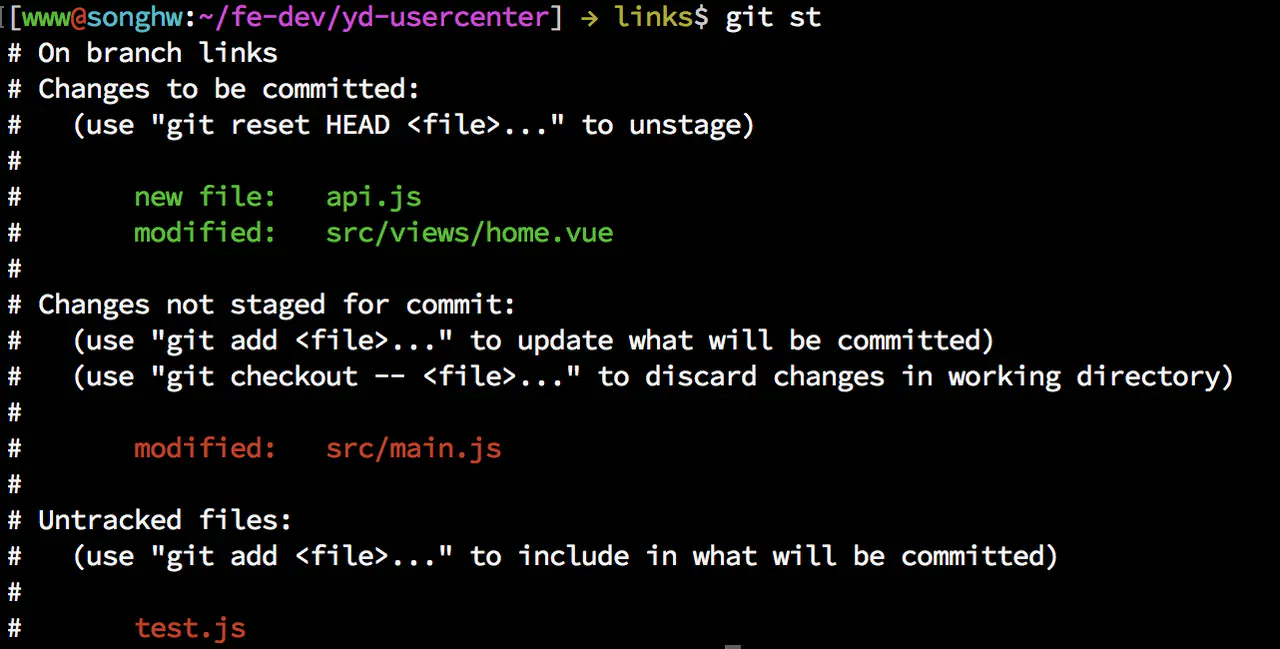 [www@songhw:~/fe-dev/yd-usercenter] → links$ git st
# On branch links
# Changes to be committed:
#   (use "git reset HEAD <file>..." to unstage)
#
#       new file:   api.js
#       modified:   src/views/home.vue
#
# Changes not staged for commit:
#   (use "git add <file>..." to update what will be committed)
#   (use "git checkout -- <file>..." to discard changes in working directory)
#
#       modified:   src/main.js
#
# Untracked files:
#   (use "git add <file>..." to include in what will be committed)
#
#       test.js